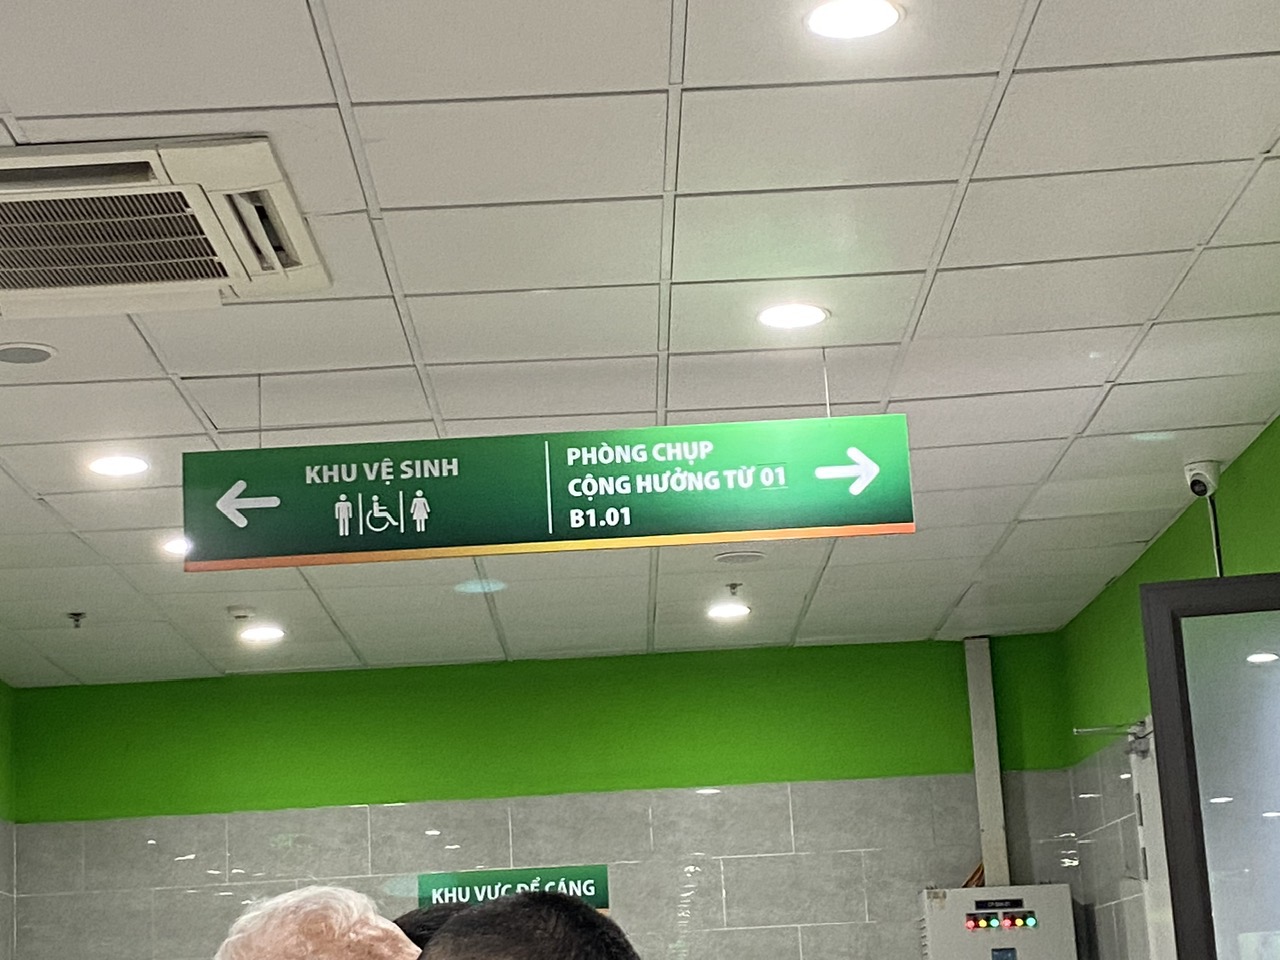 KHU VỆ SINH
PHÒNG CHỤP
CỘNG HƯỞNG TỪ 01
B1.01
KHU VỰC ĐỂ CÁNG